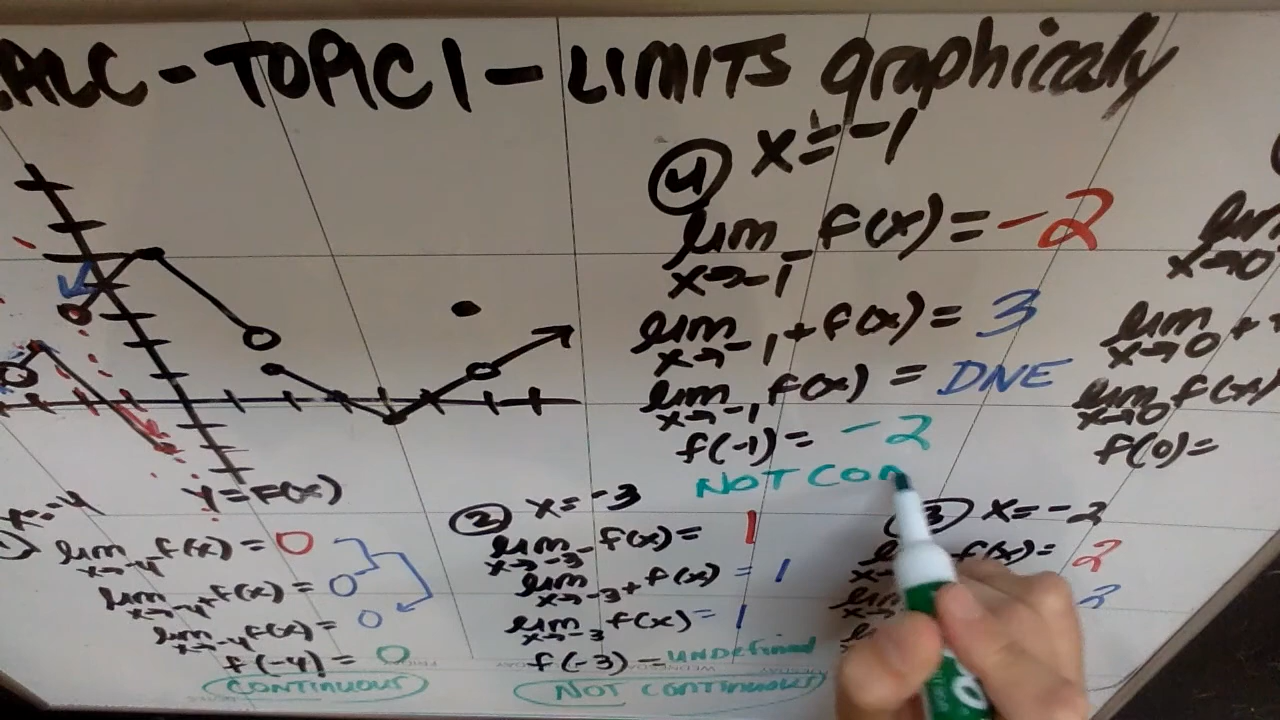 CALC - TOPIC 1 - LIMITS graphically
④ x = -1
lim x→-1⁻ f(x) = -2
lim x→-1⁺ f(x) = 3
lim x→-1 f(x) = DNE
f(-1) = -2
NOT CON
lim x→0⁺
lim x→0 f(x)
f(0) =
y = f(x)
x = -4
lim x→-4⁻ f(x) = 0
lim x→-4⁺ f(x) = 0
lim x→-4 f(x) = 0
f(-4) = 0
CONTINUOUS
② x = -3
lim x→-3⁻ f(x) = 1
lim x→-3⁺ f(x) = 1
lim x→-3 f(x) = 1
f(-3) = undefined
NOT CONTINUOUS
③ x = -2
f(x) = 2